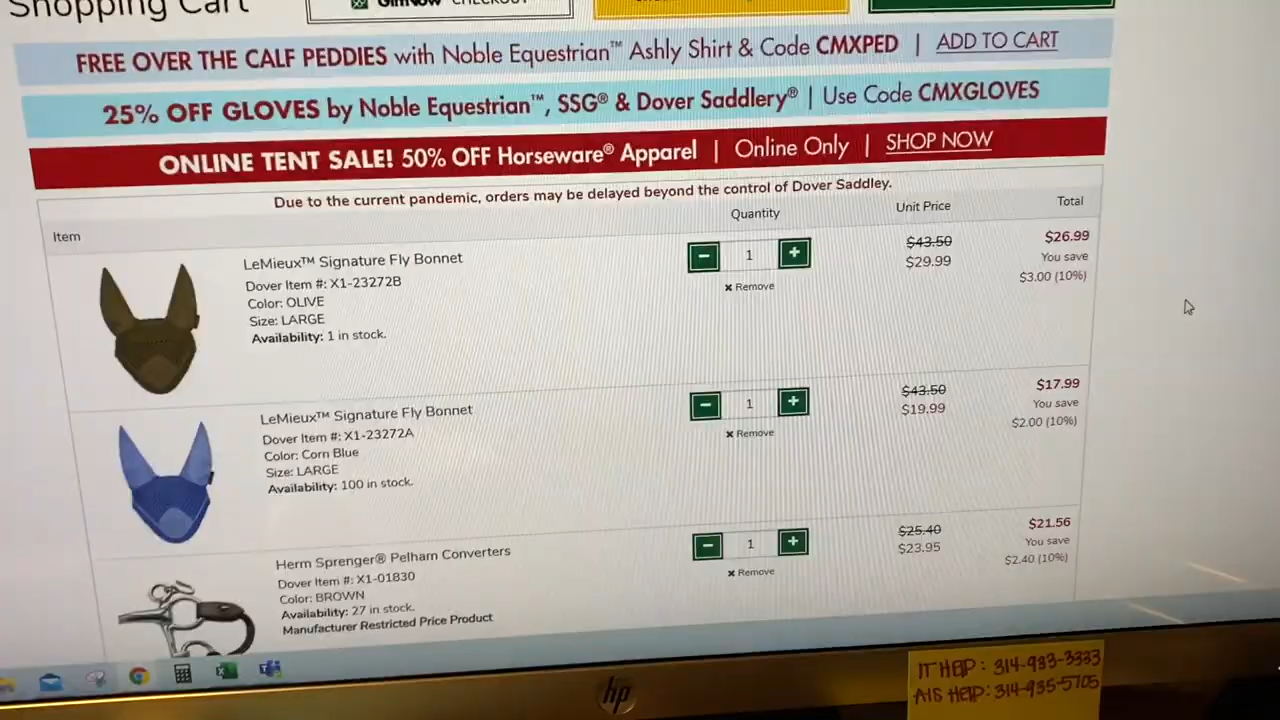 Shopping Cart
CHECKOUT
FREE OVER THE CALF PEDDIES with Noble Equestrian™ Ashly Shirt & Code CMXPED | ADD TO CART
25% OFF GLOVES by Noble Equestrian™, SSG® & Dover Saddlery® | Use Code CMXGLOVES
ONLINE TENT SALE! 50% OFF Horseware® Apparel | Online Only | SHOP NOW
Due to the current pandemic, orders may be delayed beyond the control of Dover Saddley.
Item Quantity Unit Price Total
LeMieux™ Signature Fly Bonnet
Dover Item #: X1-23272B
Color: OLIVE
Size: LARGE
Availability: 1 in stock.
− 1 +
✖ Remove
$43.50
$29.99
$26.99
You save
$3.00 (10%)
LeMieux™ Signature Fly Bonnet
Dover Item #: X1-23272A
Color: Corn Blue
Size: LARGE
Availability: 100 in stock.
− 1 +
✖ Remove
$43.50
$19.99
$17.99
You save
$2.00 (10%)
Herm Sprenger® Pelham Converters
Dover Item #: X1-01830
Color: BROWN
Availability: 27 in stock.
Manufacturer Restricted Price Product
− 1 +
✖ Remove
$25.40
$23.95
$21.56
You save
$2.40 (10%)
hp
IT HELP: 314-933-3333
AIS HELP: 314-935-5705